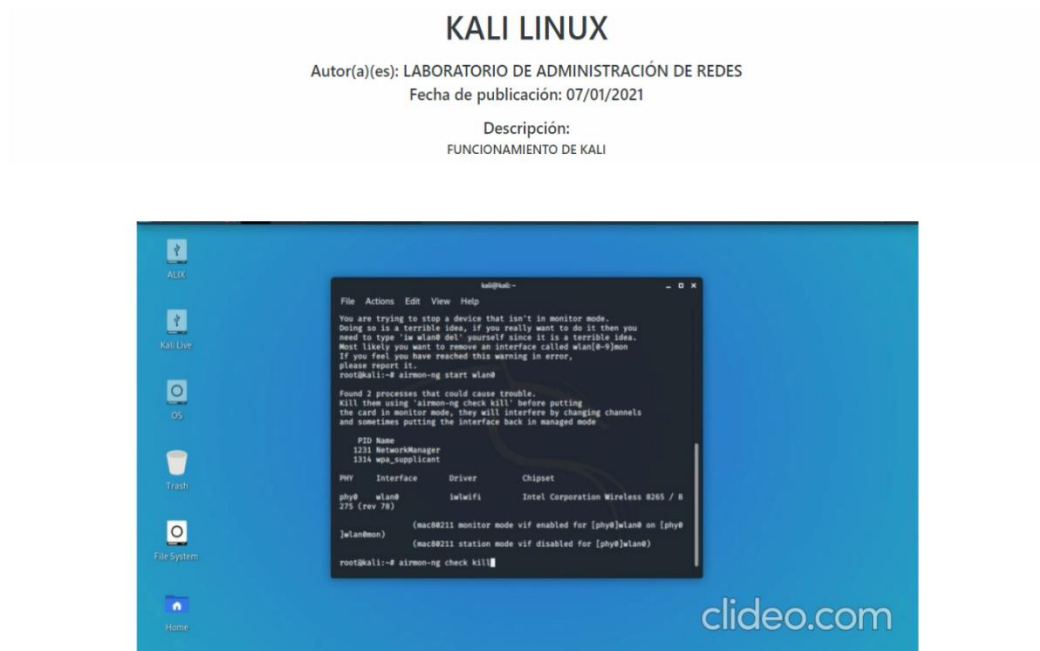 KALI LINUX
Autor(a)(es): LABORATORIO DE ADMINISTRACIÓN DE REDES
Fecha de publicación: 07/01/2021
Descripción:
FUNCIONAMIENTO DE KALI
ALIX
Kali Live
OS
Trash
File System
Home
kali@kali: ~
File Actions Edit View Help
You are trying to stop a device that isn't in monitor mode.
Doing so is a terrible idea, if you really want to do it then you
need to type 'iw wlan0 del' yourself since it is a terrible idea.
Most likely you want to remove an interface called wlan[0-9]mon
If you feel you have reached this warning in error,
please report it.
root@kali:~# airmon-ng start wlan0
Found 2 processes that could cause trouble.
Kill them using 'airmon-ng check kill' before putting
the card in monitor mode, they will interfere by changing channels
and sometimes putting the interface back in managed mode
PID Name
1231 NetworkManager
1314 wpa_supplicant
PHY Interface Driver Chipset
phy0 wlan0 iwlwifi Intel Corporation Wireless 8265 / 8
275 (rev 78)
(mac80211 monitor mode vif enabled for [phy0]wlan0 on [phy0
]wlan0mon)
(mac80211 station mode vif disabled for [phy0]wlan0)
root@kali:~# airmon-ng check kill
clideo.com